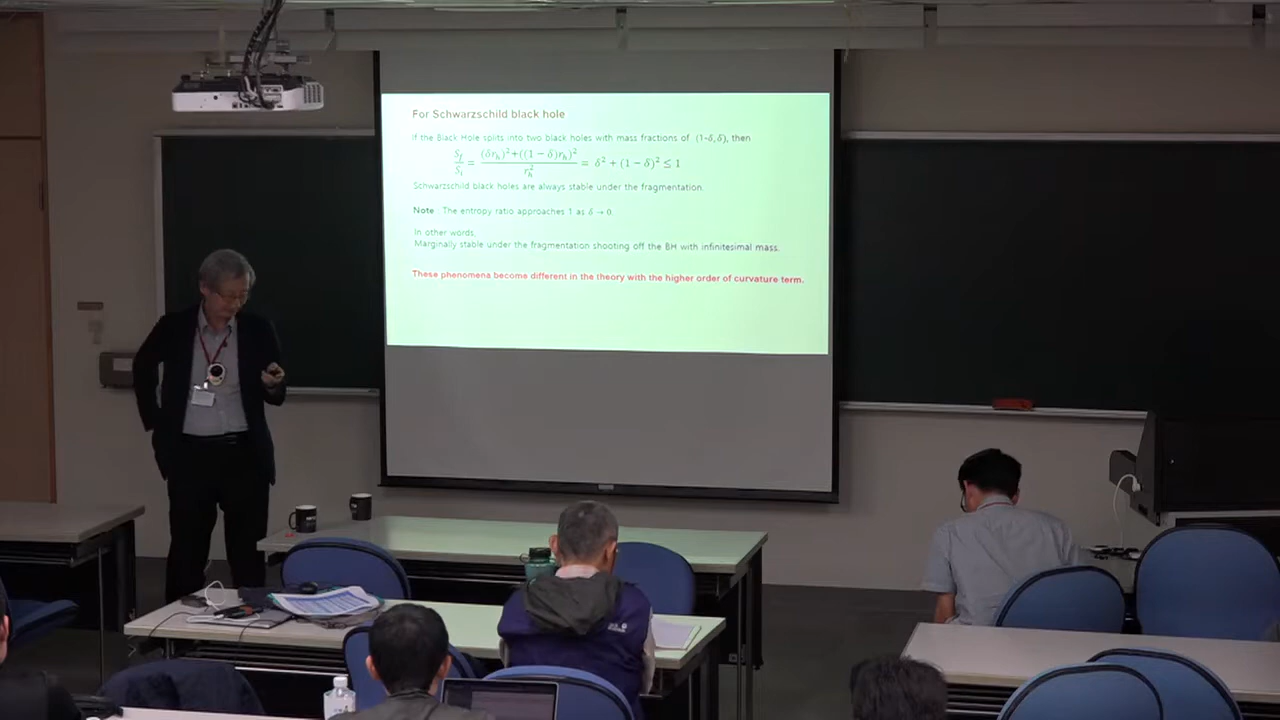 For Schwarzschild black hole
If the Black Hole splits into two black holes with mass fractions of (1-δ, δ), then
S_f/S_i = ((δr_h)² + ((1 − δ)r_h)²)/r_h² = δ² + (1 − δ)² ≤ 1
Schwarzschild black holes are always stable under the fragmentation.
Note The entropy ratio approaches 1 as δ → 0.
In other words,
Marginally stable under the fragmentation shooting off the BH with infinitesimal mass.
These phenomena become different in the theory with the higher order of curvature term.